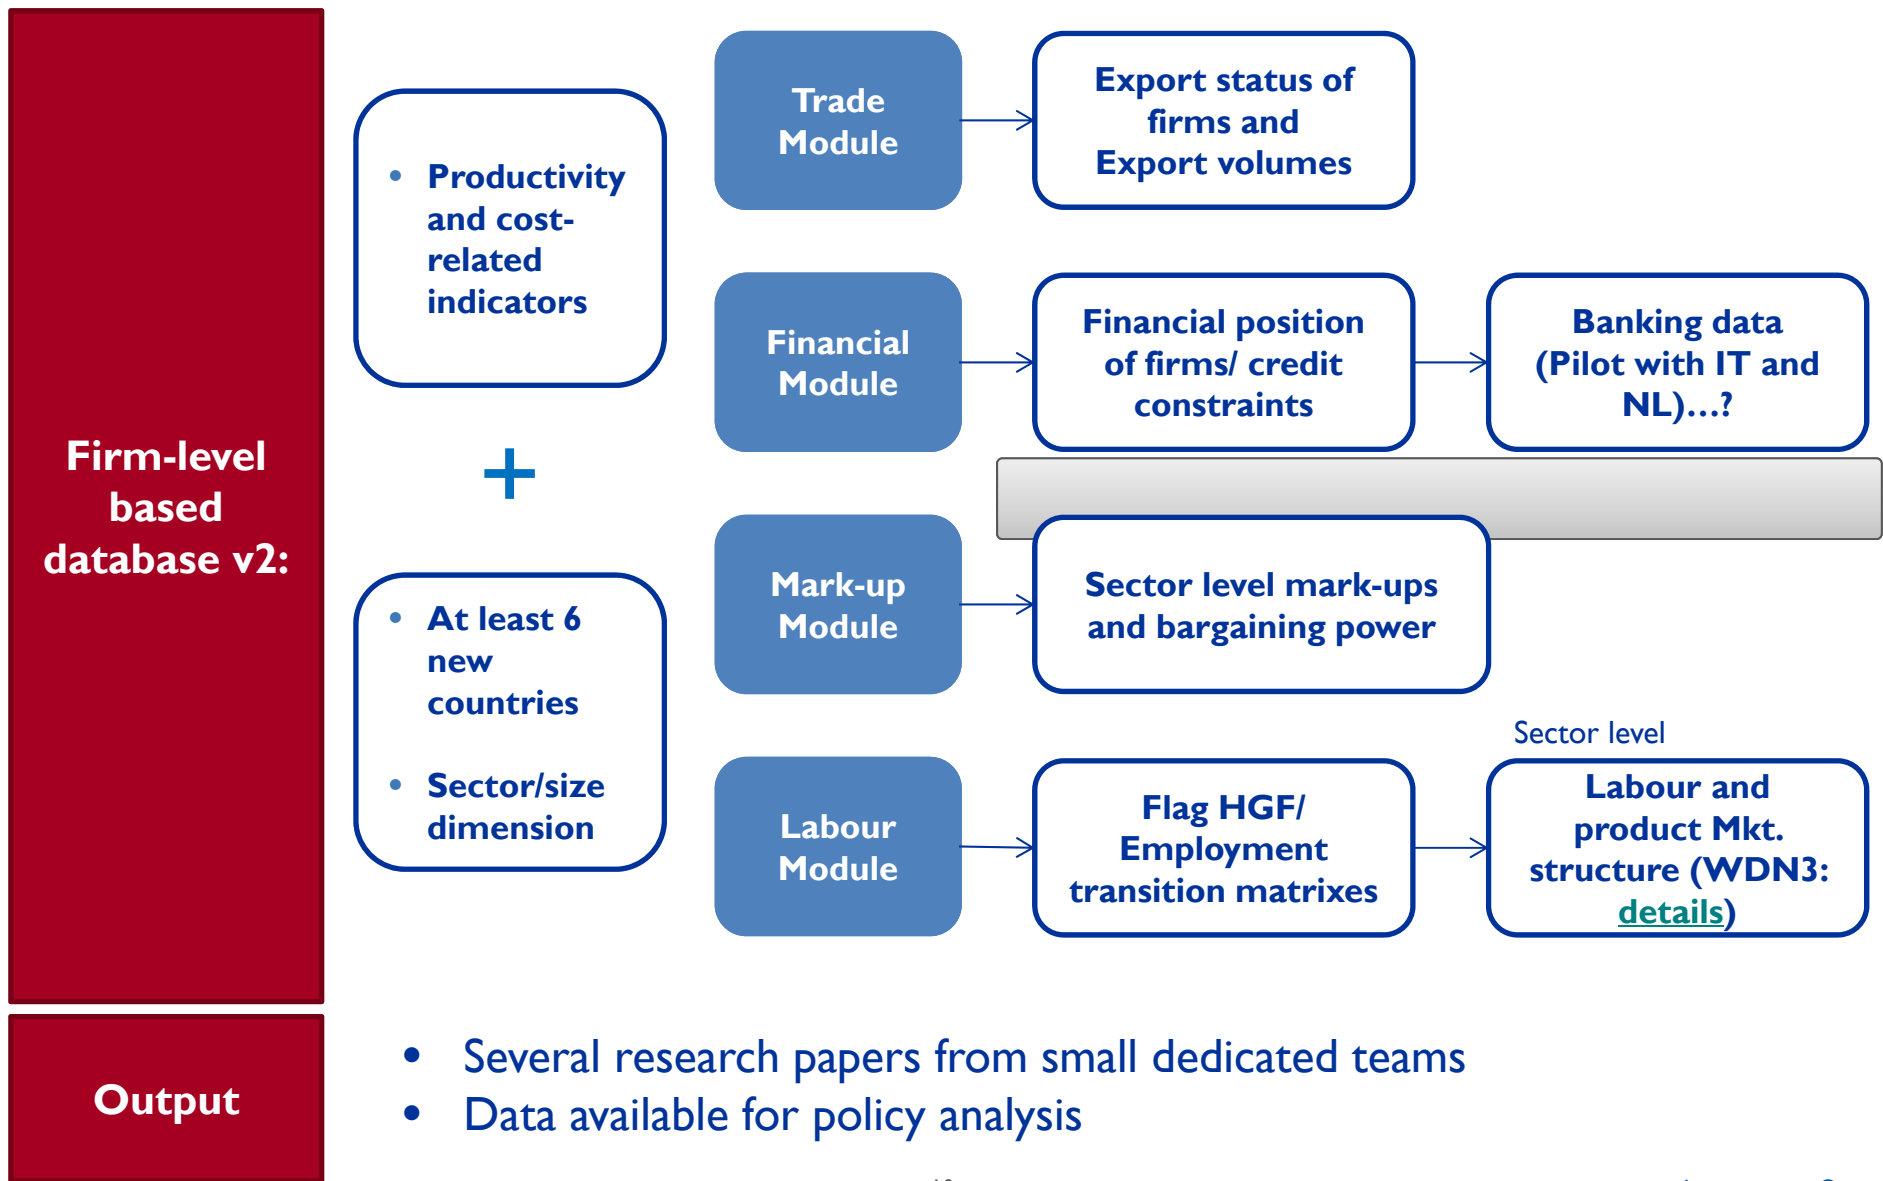 Firm-level
based
database v2:
• Productivity
and cost-
related
indicators
+
• At least 6
new
countries
• Sector/size
dimension
Trade
Module
Export status of
firms and
Export volumes
Financial
Module
Financial position
of firms/ credit
constraints
Banking data
(Pilot with IT and
NL)...?
Mark-up
Module
Sector level mark-ups
and bargaining power
Labour
Module
Flag HGF/
Employment
transition matrixes
Sector level
Labour and
product Mkt.
structure (WDN3:
details)
Output
• Several research papers from small dedicated teams
• Data available for policy analysis